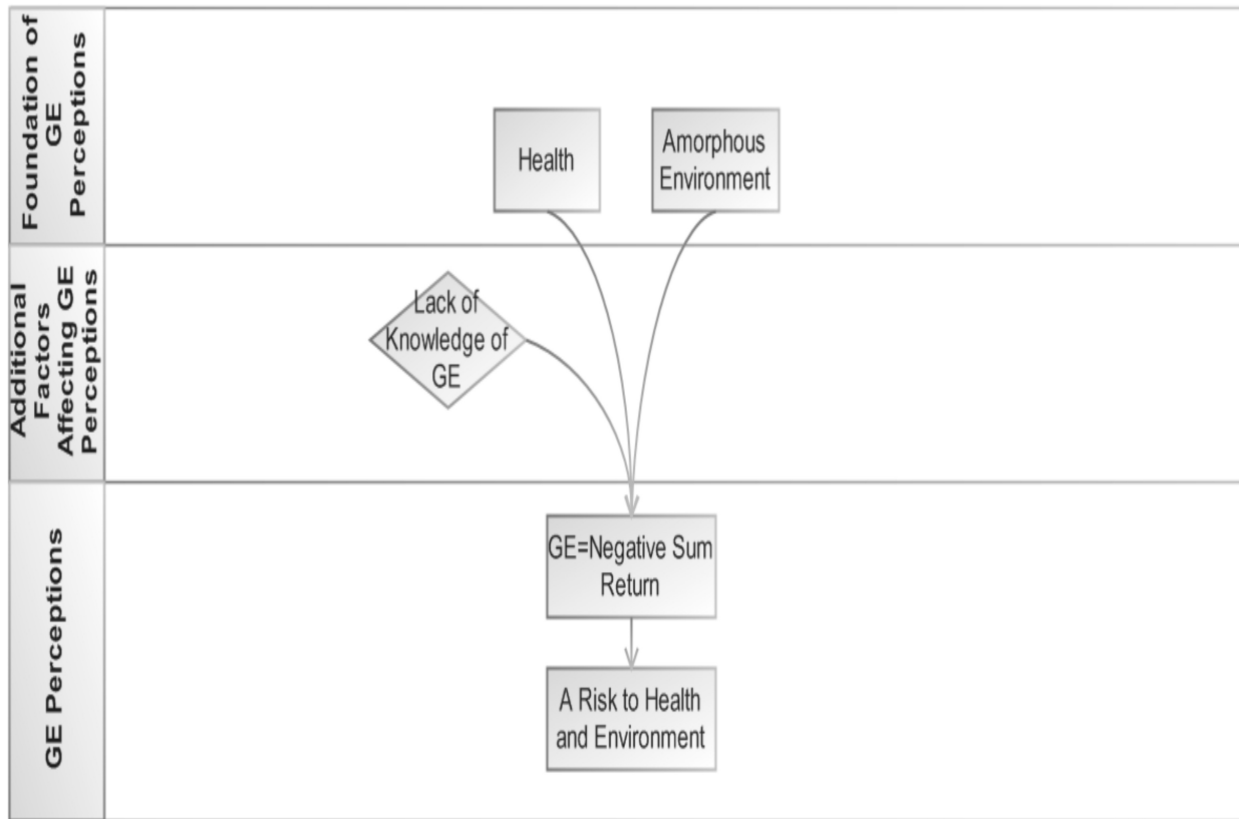 Foundation of
GE
Perceptions
Health
Amorphous
Environment
Additional
Factors
Affecting GE
Perceptions
Lack of
Knowledge of
GE
GE Perceptions
GE=Negative Sum
Return
A Risk to Health
and Environment